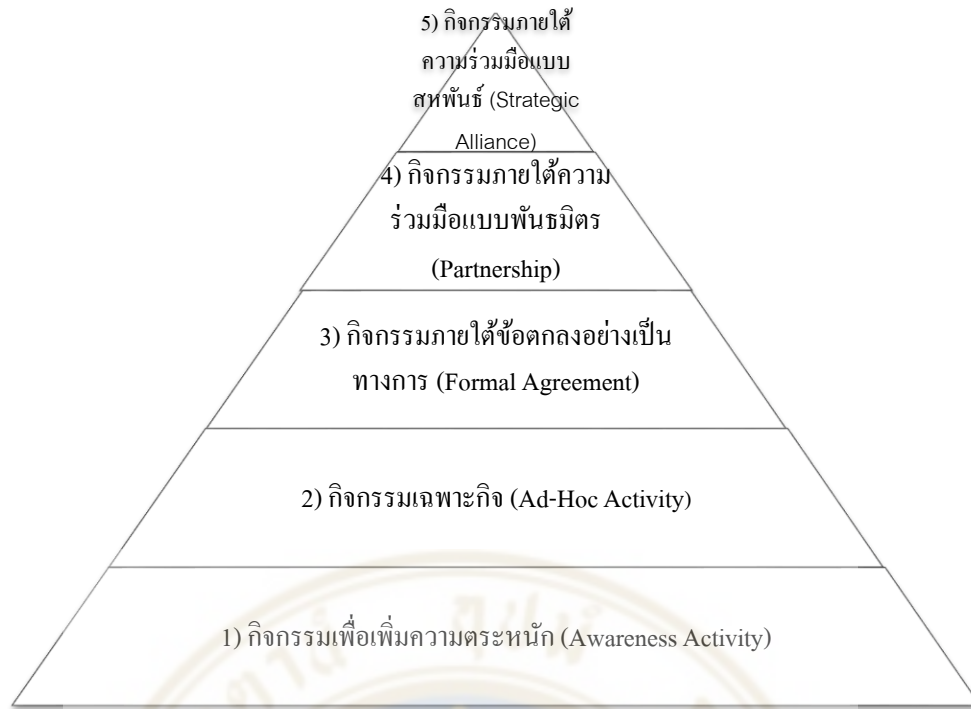 5) กิจกรรมภายใต้
ความร่วมมือแบบ
สหพันธ์ (Strategic
Alliance)
4) กิจกรรมภายใต้ความ
ร่วมมือแบบพันธมิตร
(Partnership)
3) กิจกรรมภายใต้ข้อตกลงอย่างเป็น
ทางการ (Formal Agreement)
2) กิจกรรมเฉพาะกิจ (Ad-Hoc Activity)
1) กิจกรรมเพื่อเพิ่มความตระหนัก (Awareness Activity)